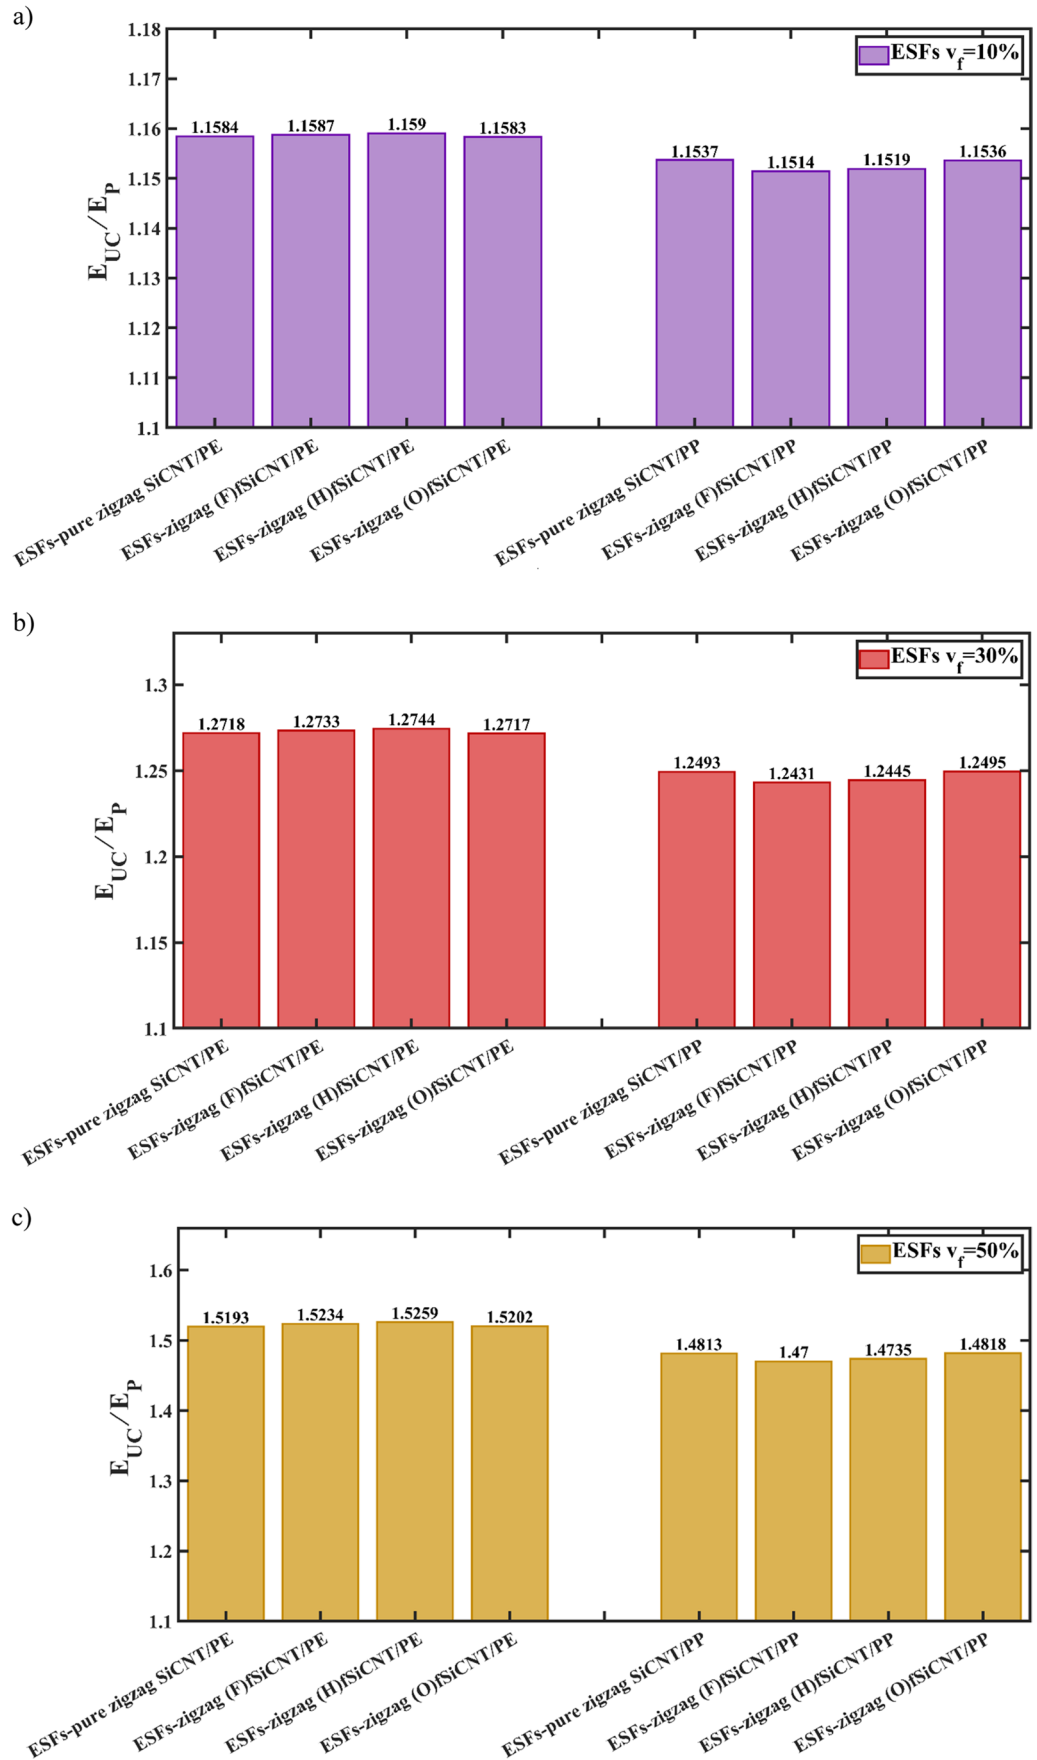 a)
1.18
1.17
1.16
1.15
1.14
1.13
1.12
1.11
1.1
E_UC/E_P
ESFs v_f=10%
1.1584
1.1587
1.159
1.1583
1.1537
1.1514
1.1519
1.1536
ESFs-pure zigzag SiCNT/PE
ESFs-zigzag (F)fSiCNT/PE
ESFs-zigzag (H)fSiCNT/PE
ESFs-zigzag (O)fSiCNT/PE
ESFs-pure zigzag SiCNT/PP
ESFs-zigzag (F)fSiCNT/PP
ESFs-zigzag (H)fSiCNT/PP
ESFs-zigzag (O)fSiCNT/PP
b)
1.3
1.25
1.2
1.15
1.1
E_UC/E_P
ESFs v_f=30%
1.2718
1.2733
1.2744
1.2717
1.2493
1.2431
1.2445
1.2495
ESFs-pure zigzag SiCNT/PE
ESFs-zigzag (F)fSiCNT/PE
ESFs-zigzag (H)fSiCNT/PE
ESFs-zigzag (O)fSiCNT/PE
ESFs-pure zigzag SiCNT/PP
ESFs-zigzag (F)fSiCNT/PP
ESFs-zigzag (H)fSiCNT/PP
ESFs-zigzag (O)fSiCNT/PP
c)
1.6
1.5
1.4
1.3
1.2
1.1
E_UC/E_P
ESFs v_f=50%
1.5193
1.5234
1.5259
1.5202
1.4813
1.47
1.4735
1.4818
ESFs-pure zigzag SiCNT/PE
ESFs-zigzag (F)fSiCNT/PE
ESFs-zigzag (H)fSiCNT/PE
ESFs-zigzag (O)fSiCNT/PE
ESFs-pure zigzag SiCNT/PP
ESFs-zigzag (F)fSiCNT/PP
ESFs-zigzag (H)fSiCNT/PP
ESFs-zigzag (O)fSiCNT/PP